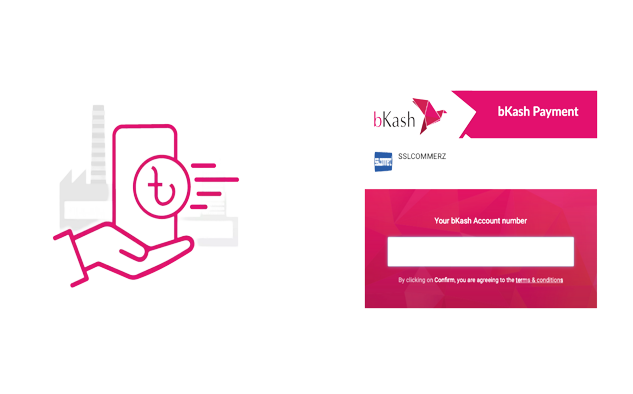 bKash
bKash Payment
SSLCOMMERZ
Your bKash Account number
By clicking on Confirm, you are agreeing to the terms & conditions
৳